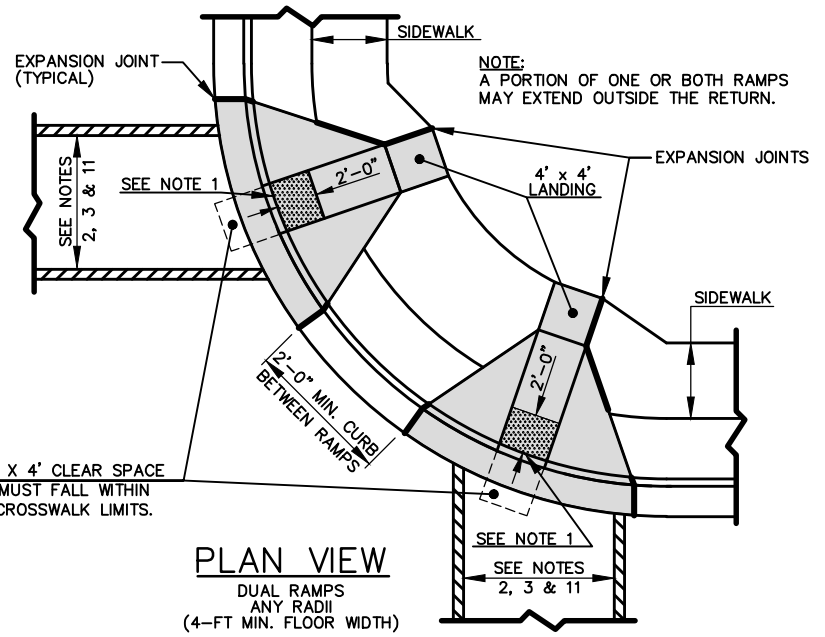 SIDEWALK
EXPANSION JOINT
(TYPICAL)
NOTE:
A PORTION OF ONE OR BOTH RAMPS
MAY EXTEND OUTSIDE THE RETURN.
SEE NOTES
2, 3 & 11
SEE NOTE 1
2'-0"
EXPANSION JOINTS
4' x 4'
LANDING
SIDEWALK
2'-0"
2'-0" MIN. CURB
BETWEEN RAMPS
X 4' CLEAR SPACE
MUST FALL WITHIN
CROSSWALK LIMITS.
SEE NOTE 1
SEE NOTES
2, 3 & 11
PLAN VIEW
DUAL RAMPS
ANY RADII
(4-FT MIN. FLOOR WIDTH)